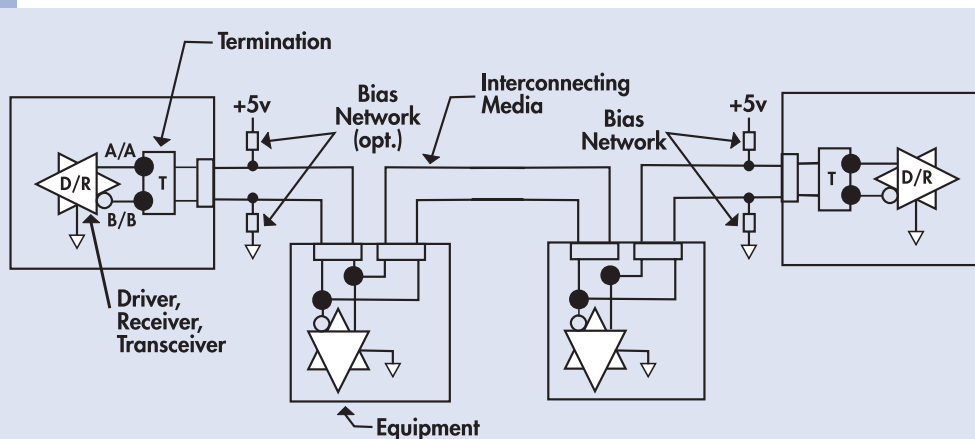 Termination
+5v
Bias
Network
(opt.)
Interconnecting
Media
Bias
Network
+5v
A/A
D/R
T
B/B
T
D/R
Driver,
Receiver,
Transceiver
Equipment